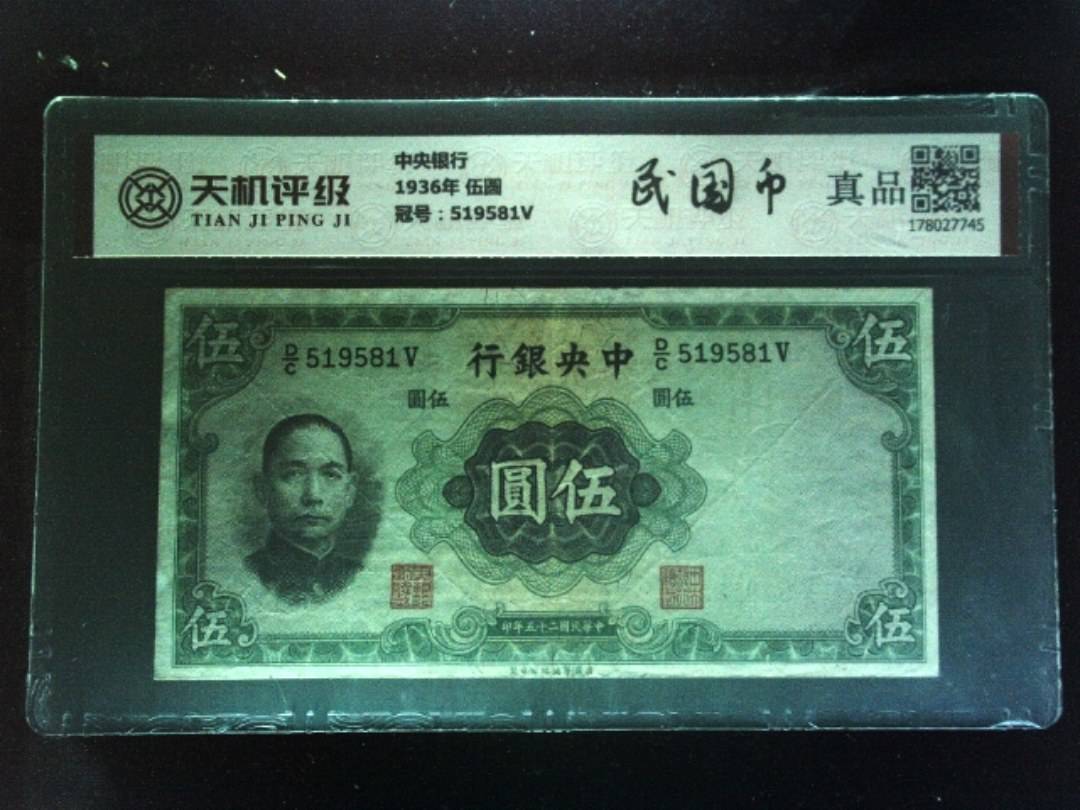 天机评级
TIAN JI PING JI
中央银行
1936年 伍圆
冠号：519581V
民国币
真品
178027745
伍
伍
D/C 519581V
行銀央中
D/C 519581V
圓伍
圓伍
圓伍
伍
伍
印年五十二國民華中